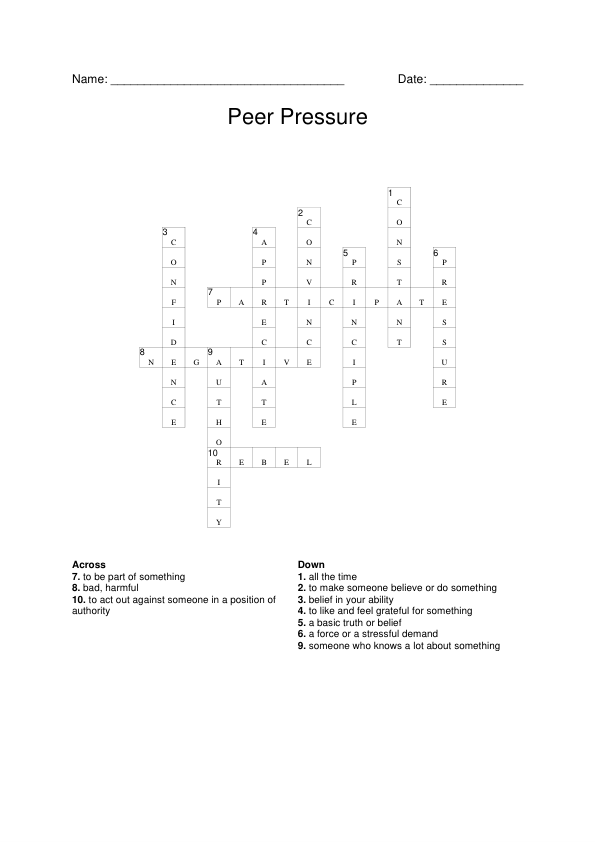 Name: ___________________________________ Date: ______________
Peer Pressure
1
C
2
C O
3 4
C A O N
5 6
O P N P S P
N P V R T R
7
P A R T I C I P A T E
F
I E N N N S
D C C C T S
8 9
N E G A T I V E I U
N U A P R
C T T L E
E H E E
O
10
R E B E L
I
T
Y
Across
7. to be part of something
8. bad, harmful
10. to act out against someone in a position of
authority
Down
1. all the time
2. to make someone believe or do something
3. belief in your ability
4. to like and feel grateful for something
5. a basic truth or belief
6. a force or a stressful demand
9. someone who knows a lot about something